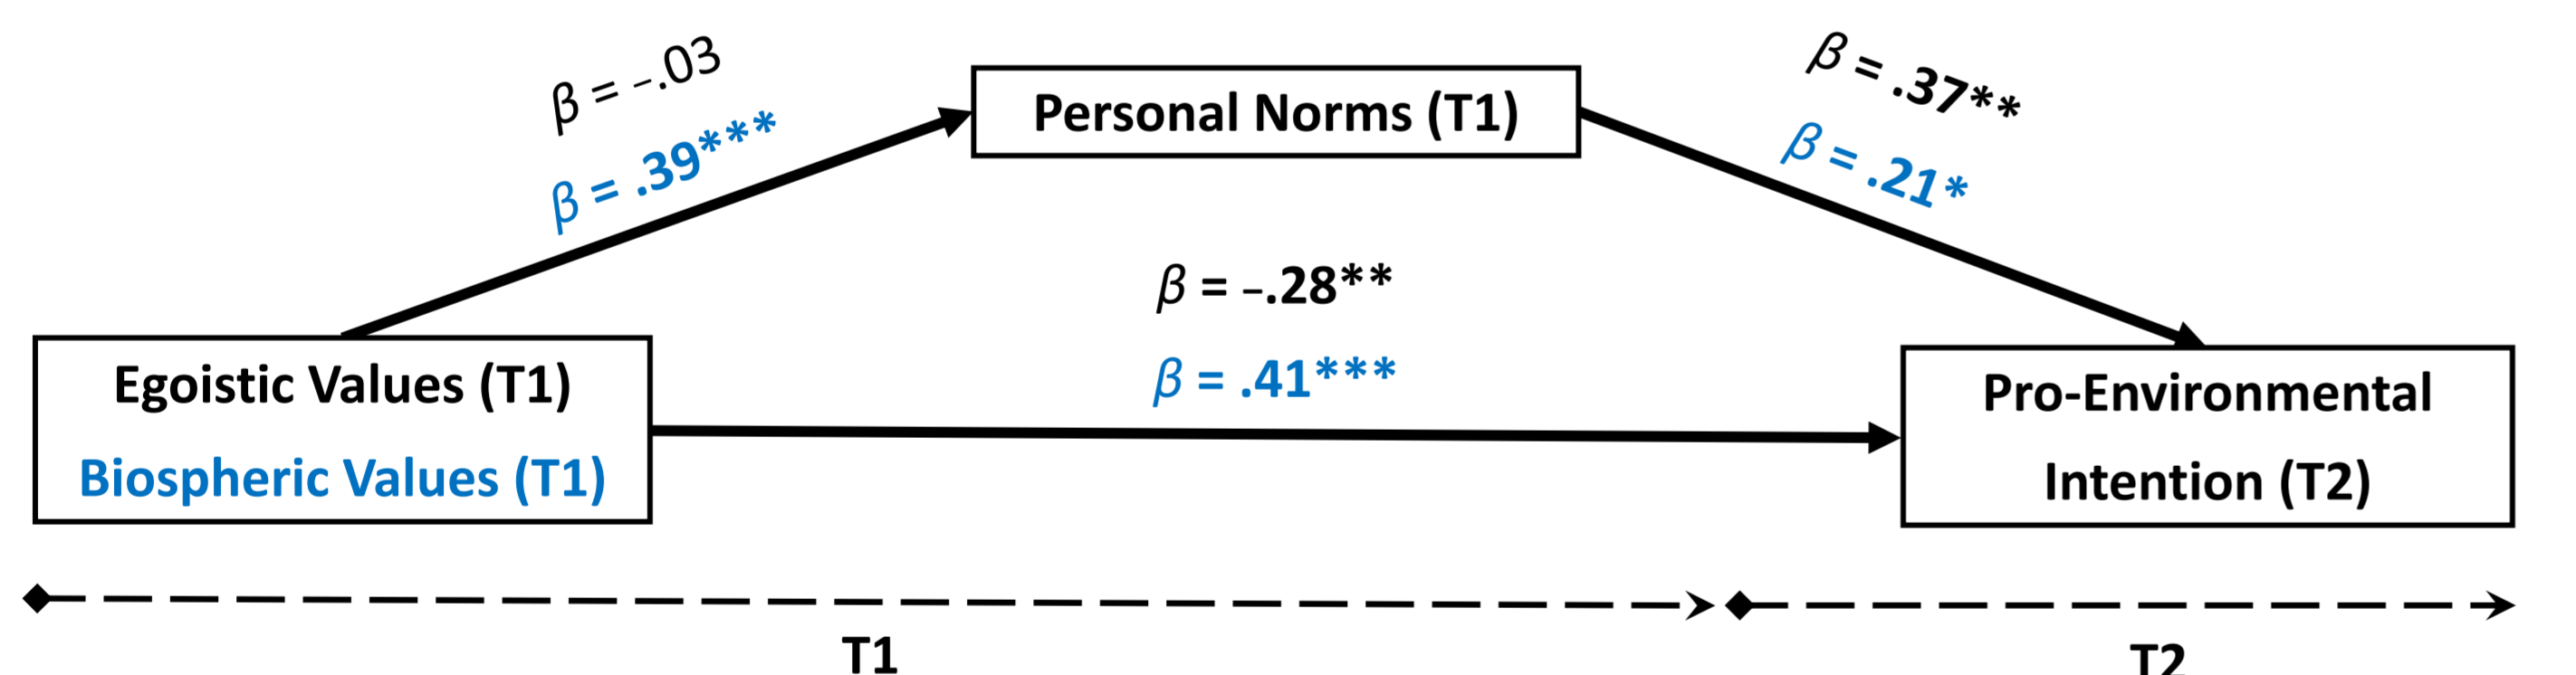 β = –.03
β = .39***
Personal Norms (T1)
β = .37**
β = .21*
β = –.28**
β = .41***
Egoistic Values (T1)
Biospheric Values (T1)
Pro-Environmental
Intention (T2)
T1
T2